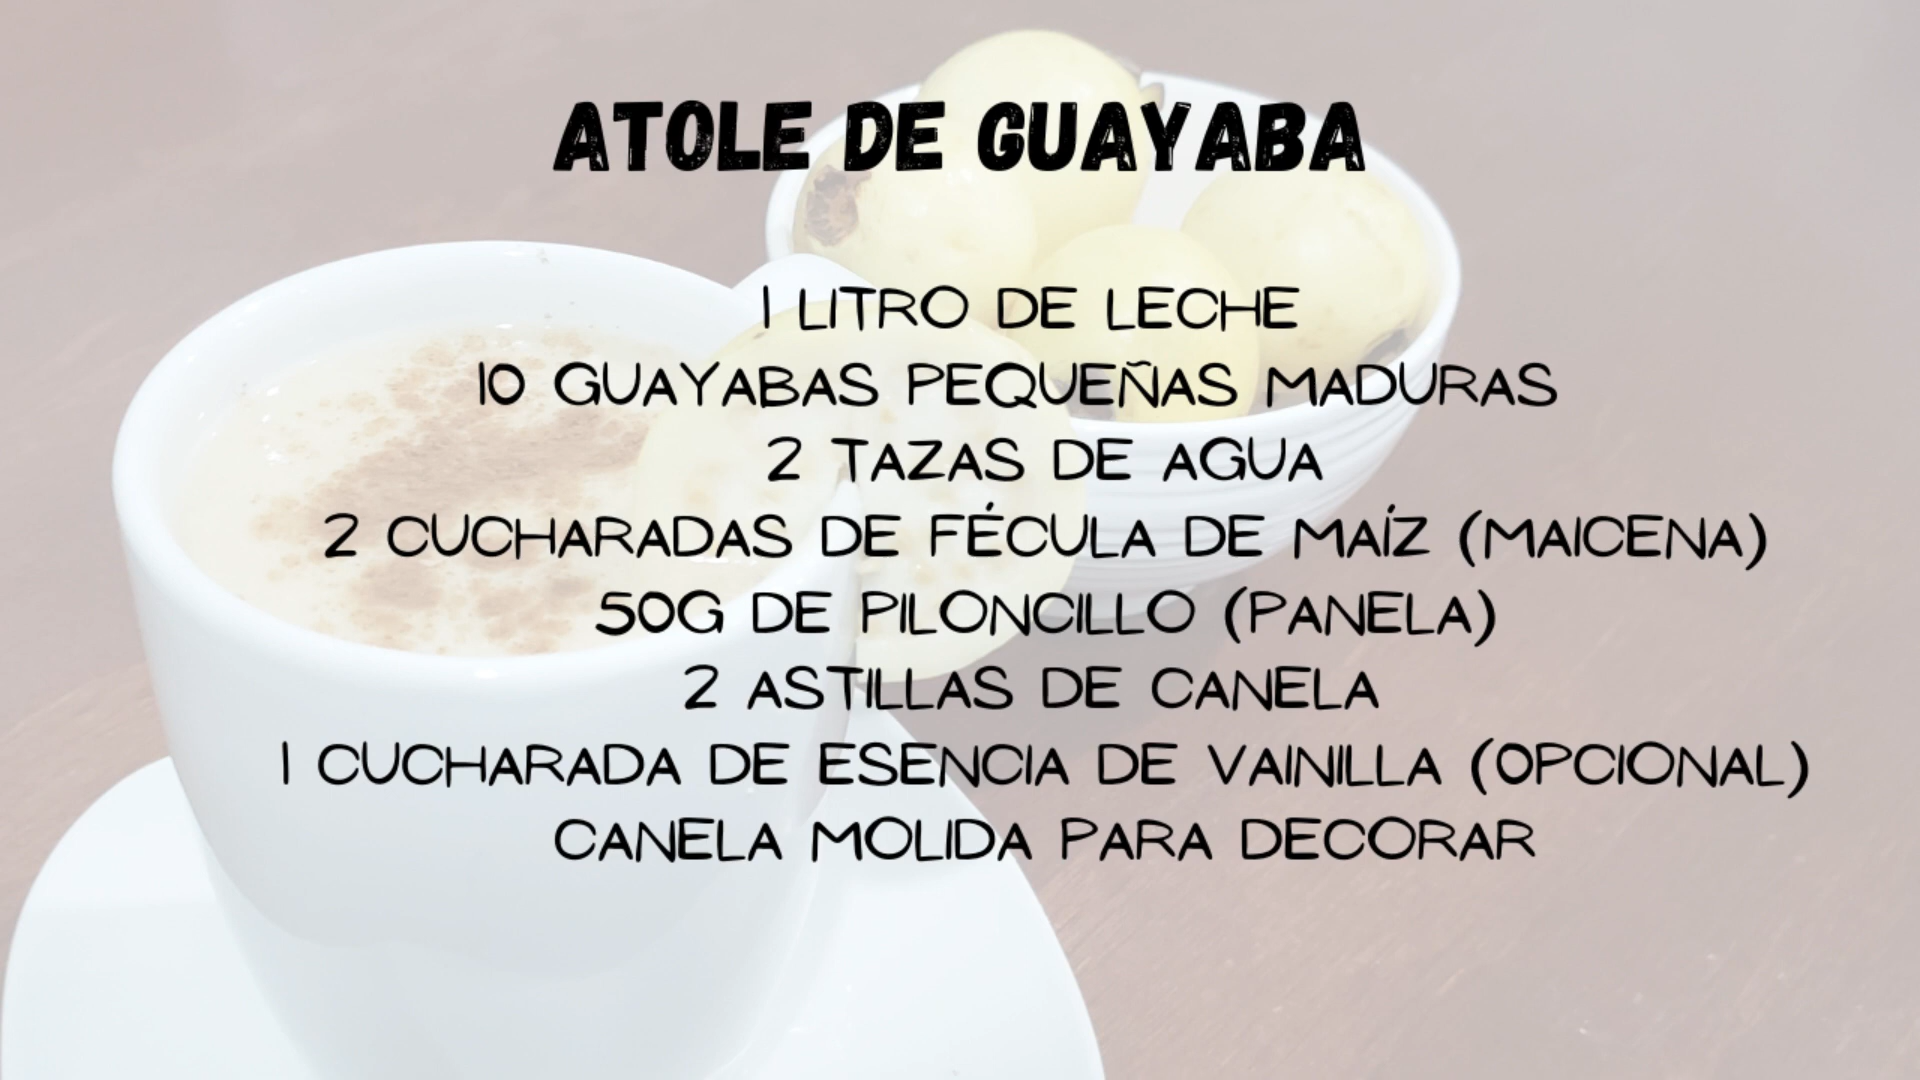 ATOLE DE GUAYABA
1 LITRO DE LECHE
10 GUAYABAS PEQUEÑAS MADURAS
2 TAZAS DE AGUA
2 CUCHARADAS DE FÉCULA DE MAÍZ (MAICENA)
50G DE PILONCILLO (PANELA)
2 ASTILLAS DE CANELA
1 CUCHARADA DE ESENCIA DE VAINILLA (OPCIONAL)
CANELA MOLIDA PARA DECORAR